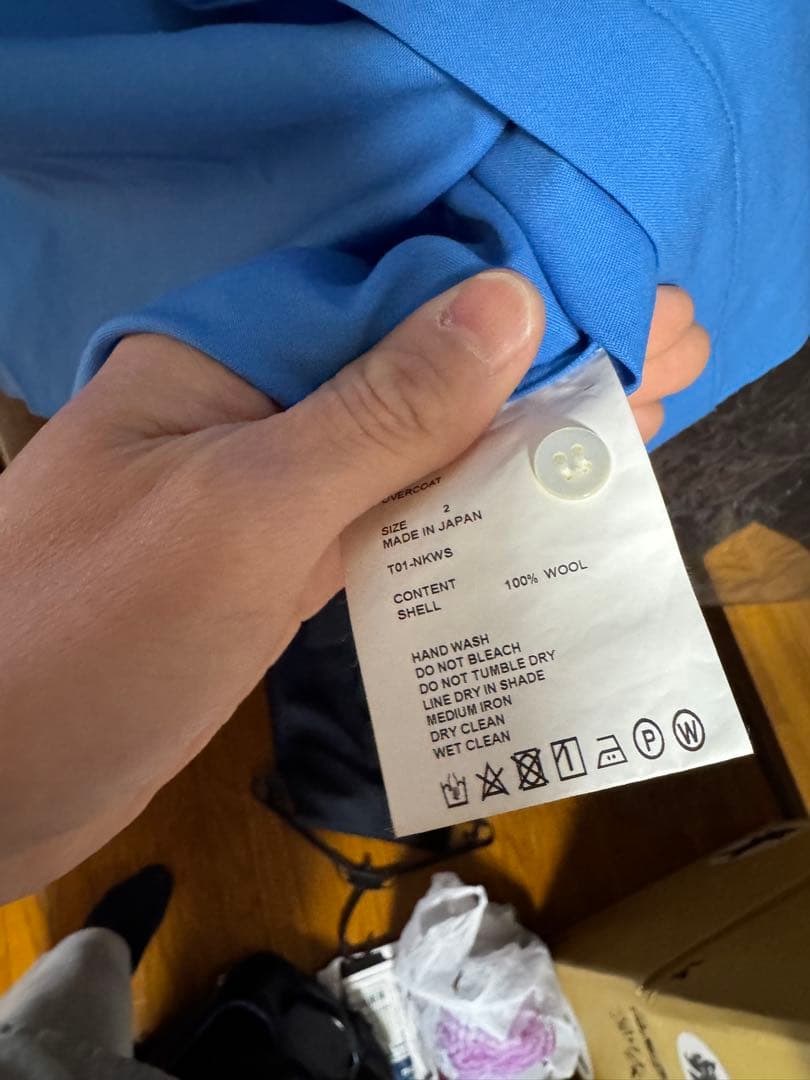 OVERCOAT
SIZE 2
MADE IN JAPAN
T01-NKWS
CONTENT 100% WOOL
SHELL
HAND WASH
DO NOT BLEACH
DO NOT TUMBLE DRY
LINE DRY IN SHADE
MEDIUM IRON
DRY CLEAN
WET CLEAN
P W